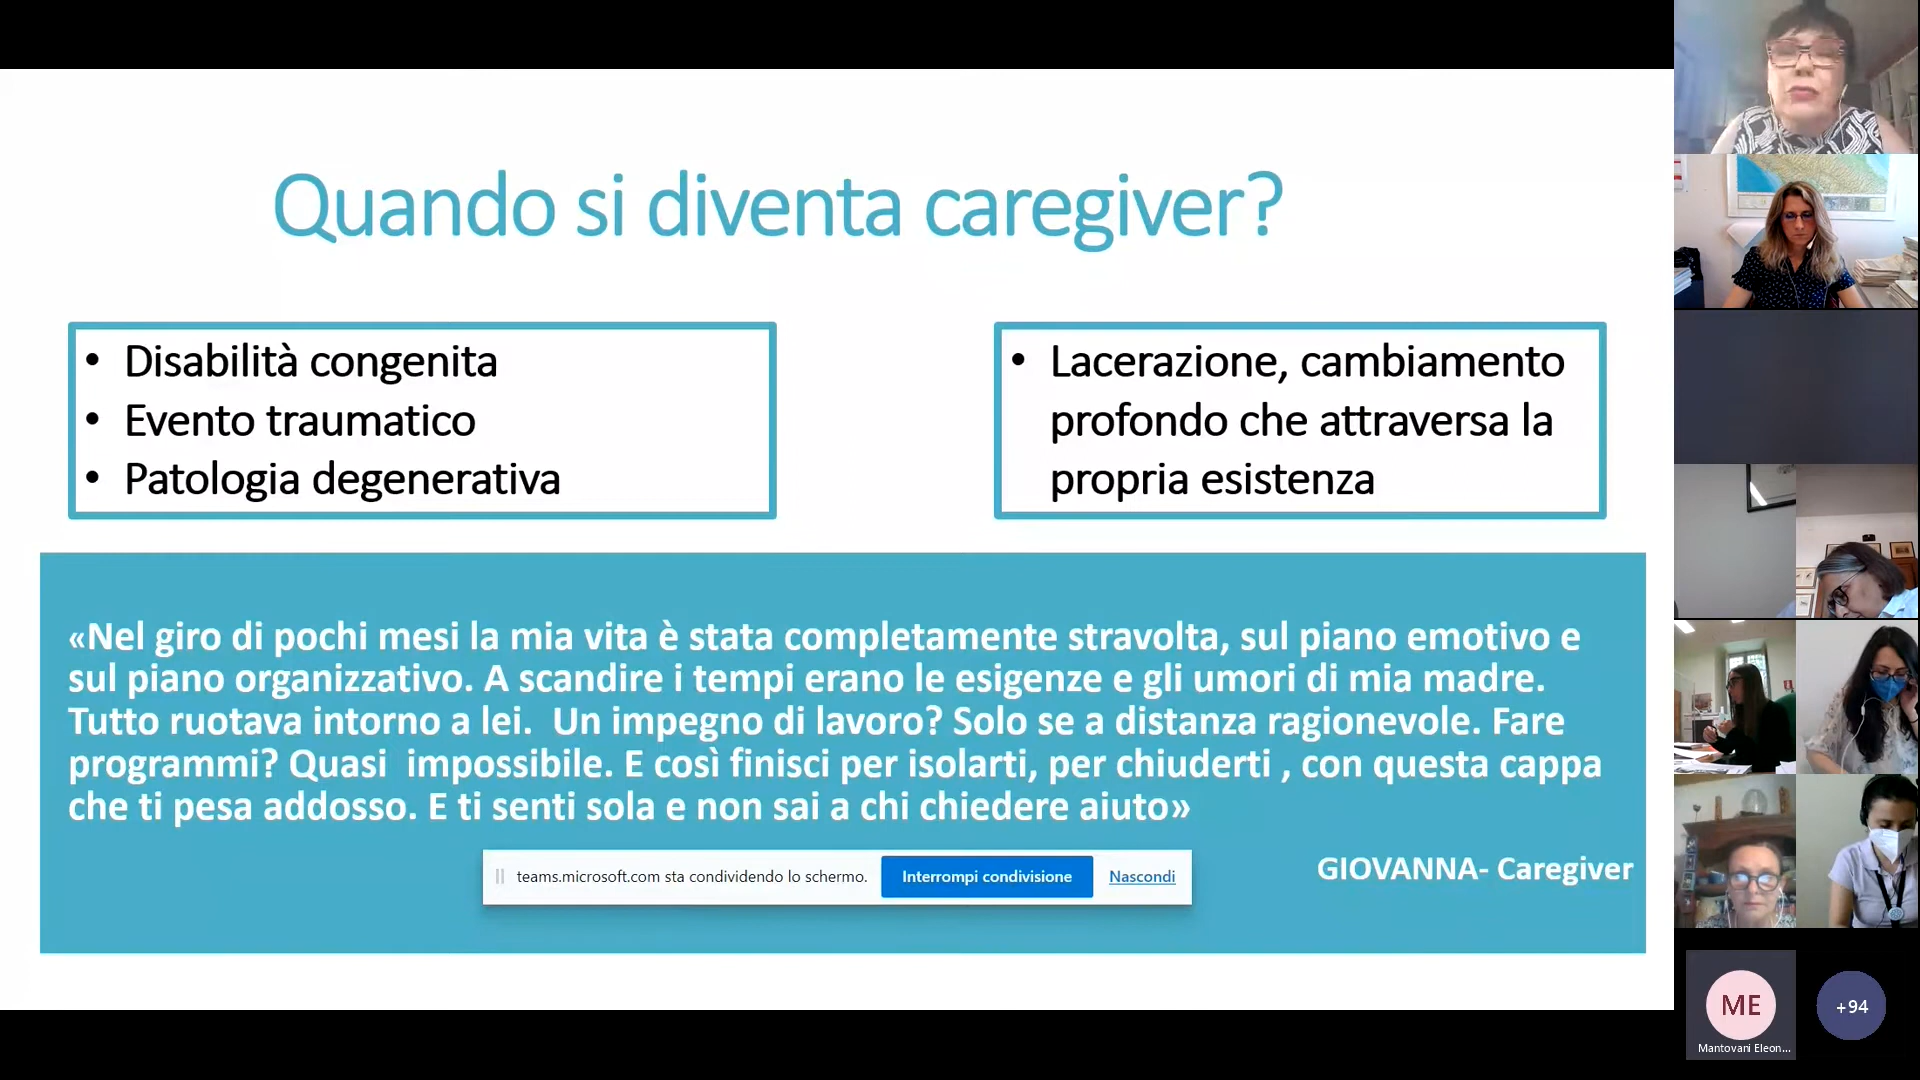 Quando si diventa caregiver?
• Disabilità congenita
• Evento traumatico
• Patologia degenerativa
• Lacerazione, cambiamento
profondo che attraversa la
propria esistenza
«Nel giro di pochi mesi la mia vita è stata completamente stravolta, sul piano emotivo e
sul piano organizzativo. A scandire i tempi erano le esigenze e gli umori di mia madre.
Tutto ruotava intorno a lei.  Un impegno di lavoro? Solo se a distanza ragionevole. Fare
programmi? Quasi  impossibile. E così finisci per isolarti, per chiuderti , con questa cappa
che ti pesa addosso. E ti senti sola e non sai a chi chiedere aiuto»
GIOVANNA- Caregiver
teams.microsoft.com sta condividendo lo schermo.
Interrompi condivisione
Nascondi
ME
Mantovani Eleon...
+94